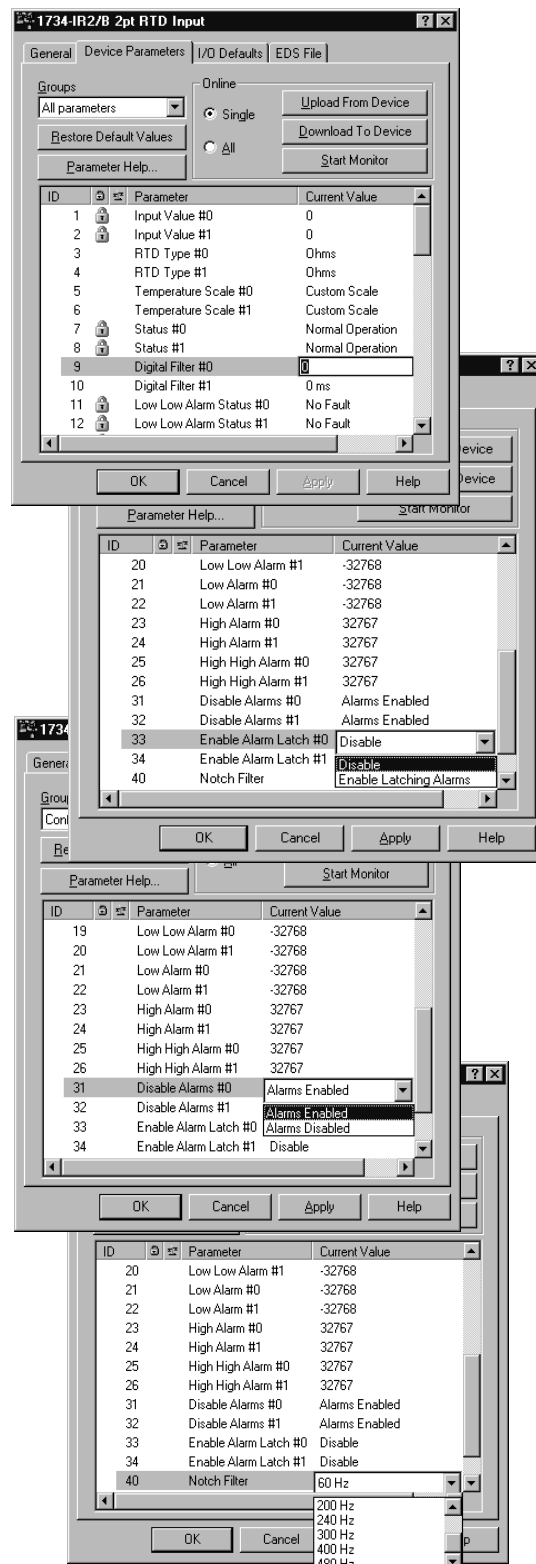 1734-IR2/B 2pt RTD Input
General Device Parameters I/O Defaults EDS File
Groups
All parameters
Restore Default Values
Parameter Help...
Online
Single
All
Upload From Device
Download To Device
Start Monitor
ID Parameter Current Value
1 Input Value #0 0
2 Input Value #1 0
3 RTD Type #0 Ohms
4 RTD Type #1 Ohms
5 Temperature Scale #0 Custom Scale
6 Temperature Scale #1 Custom Scale
7 Status #0 Normal Operation
8 Status #1 Normal Operation
9 Digital Filter #0 0
10 Digital Filter #1 0 ms
11 Low Low Alarm Status #0 No Fault
12 Low Low Alarm Status #1 No Fault
OK Cancel Apply Help
Device
Device
Parameter Help... Start Monitor
ID Parameter Current Value
20 Low Low Alarm #1 -32768
21 Low Alarm #0 -32768
22 Low Alarm #1 -32768
23 High Alarm #0 32767
24 High Alarm #1 32767
25 High High Alarm #0 32767
26 High High Alarm #1 32767
31 Disable Alarms #0 Alarms Enabled
32 Disable Alarms #1 Alarms Enabled
33 Enable Alarm Latch #0 Disable
34 Enable Alarm Latch #1 Disable
40 Notch Filter Enable Latching Alarms
OK Cancel Apply Help
1734
Genera
Group
Conf
Re
All
Parameter Help... Start Monitor
ID Parameter Current Value
19 Low Low Alarm #0 -32768
20 Low Low Alarm #1 -32768
21 Low Alarm #0 -32768
22 Low Alarm #1 -32768
23 High Alarm #0 32767
24 High Alarm #1 32767
25 High High Alarm #0 32767
26 High High Alarm #1 32767
31 Disable Alarms #0 Alarms Enabled
32 Disable Alarms #1 Alarms Enabled
33 Enable Alarm Latch #0 Alarms Disabled
34 Enable Alarm Latch #1 Disable
OK Cancel Apply Help
ID Parameter Current Value
20 Low Low Alarm #1 -32768
21 Low Alarm #0 -32768
22 Low Alarm #1 -32768
23 High Alarm #0 32767
24 High Alarm #1 32767
25 High High Alarm #0 32767
26 High High Alarm #1 32767
31 Disable Alarms #0 Alarms Enabled
32 Disable Alarms #1 Alarms Enabled
33 Enable Alarm Latch #0 Disable
34 Enable Alarm Latch #1 Disable
40 Notch Filter 60 Hz
200 Hz
240 Hz
300 Hz
400 Hz
480 Hz
OK Cancel p